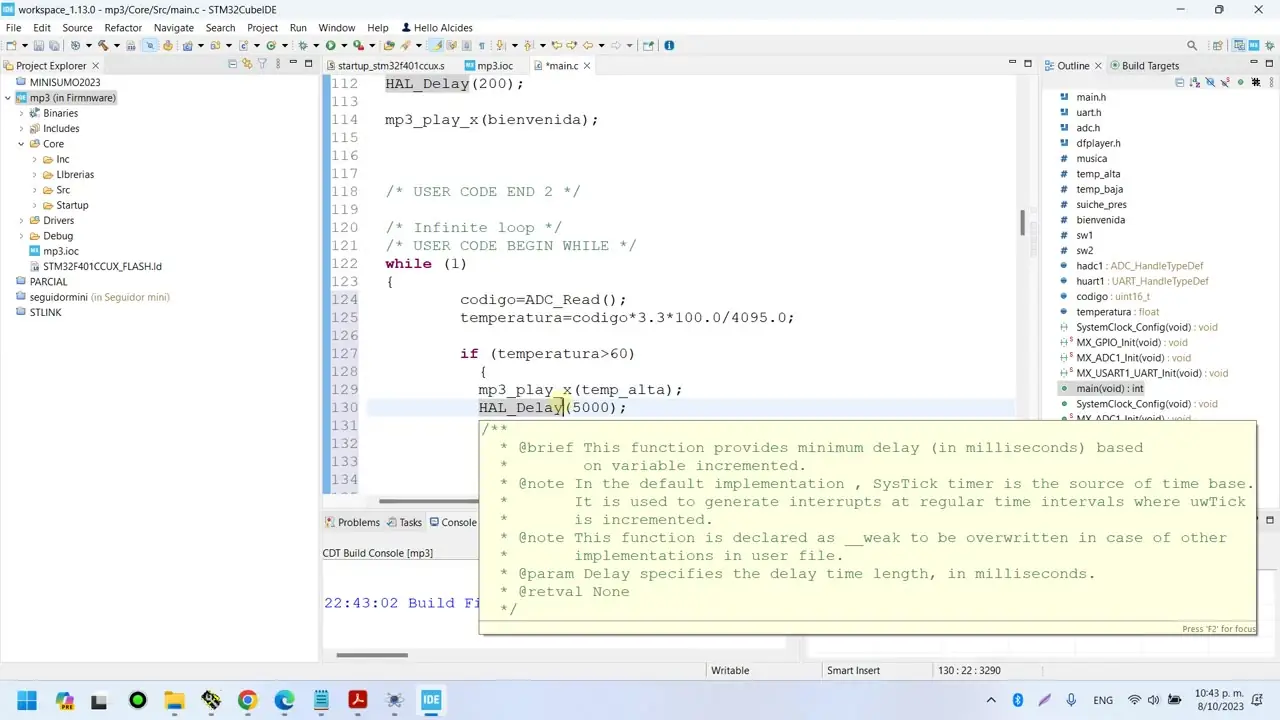 workspace_1.13.0 - mp3/Core/Src/main.c - STM32CubeIDE
File Edit Source Refactor Navigate Search Project Run Window Help Hello Alcides
Project Explorer
MINISUMO2023
mp3 (in Firmnware)
Binaries
Includes
Core
Inc
LIbrerias
Src
Startup
Drivers
Debug
mp3.ioc
STM32F401CCUX_FLASH.ld
PARCIAL
seguidormini (in Seguidor mini)
STLINK
startup_stm32f401ccux.s mp3.ioc *main.c
112 HAL_Delay(200);
113
114 mp3_play_x(bienvenida);
115
116
117
118 /* USER CODE END 2 */
119
120 /* Infinite loop */
121 /* USER CODE BEGIN WHILE */
122 while (1)
123 {
124 codigo=ADC_Read();
125 temperatura=codigo*3.3*100.0/4095.0;
126
127 if (temperatura>60)
128 {
129 mp3_play_x(temp_alta);
130 HAL_Delay(5000);
131
132
133
134
/**
* @brief This function provides minimum delay (in milliseconds) based
* on variable incremented.
* @note In the default implementation , SysTick timer is the source of time base.
* It is used to generate interrupts at regular time intervals where uwTick
* is incremented.
* @note This function is declared as __weak to be overwritten in case of other
* implementations in user file.
* @param Delay specifies the delay time length, in milliseconds.
* @retval None
*/
Press 'F2' for focus
Outline Build Targets
main.h
uart.h
adc.h
dfplayer.h
musica
temp_alta
temp_baja
suiche_pres
bienvenida
sw1
sw2
hadc1 : ADC_HandleTypeDef
huart1 : UART_HandleTypeDef
codigo : uint16_t
temperatura : float
SystemClock_Config(void) : void
MX_GPIO_Init(void) : void
MX_ADC1_Init(void) : void
MX_USART1_UART_Init(void) : void
main(void) : int
SystemClock_Config(void) : void
MX_ADC1_Init(void) : void
Problems Tasks Console
CDT Build Console [mp3]
22:43:02 Build Fi
Writable Smart Insert 130 : 22 : 3290
IDE
ENG
10:43 p. m.
8/10/2023